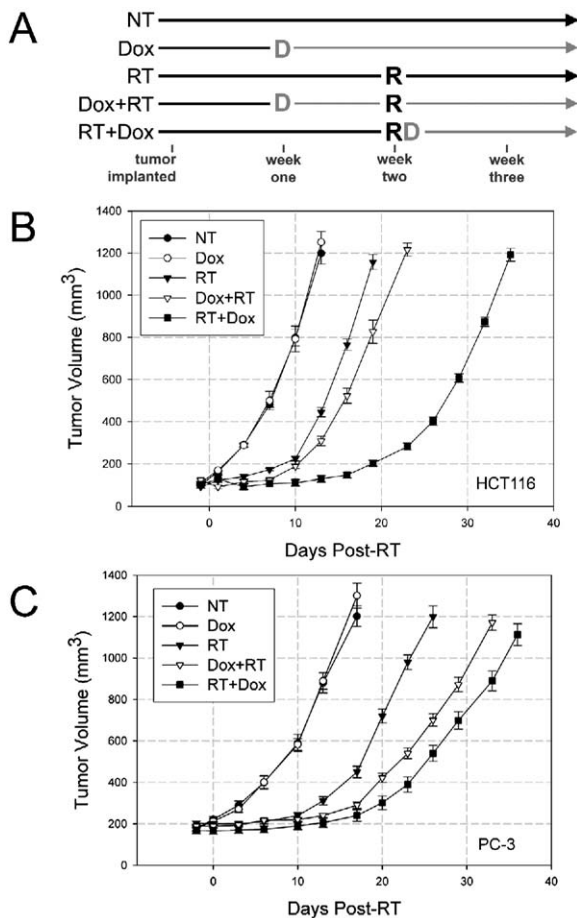 A
NT
Dox D
RT R
Dox+RT D R
RT+Dox RD
tumor implanted week one week two week three
B
1400
1200
1000
800
600
400
200
0
Tumor Volume (mm3)
NT
Dox
RT
Dox+RT
RT+Dox
HCT116
0 10 20 30 40
Days Post-RT
C
1400
1200
1000
800
600
400
200
0
Tumor Volume (mm3)
NT
Dox
RT
Dox+RT
RT+Dox
PC-3
0 10 20 30 40
Days Post-RT